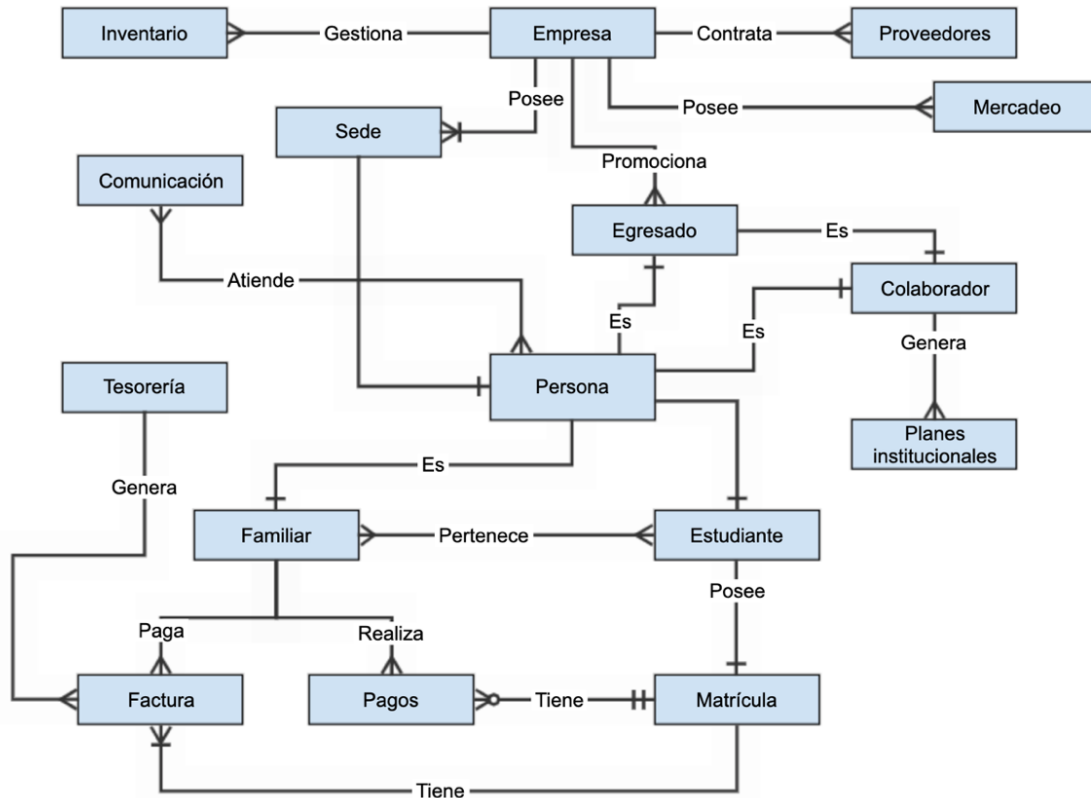 Inventario
Gestiona
Empresa
Contrata
Proveedores
Posee
Posee
Mercadeo
Sede
Promociona
Comunicación
Egresado
Es
Atiende
Colaborador
Es
Es
Genera
Tesorería
Persona
Planes
institucionales
Es
Genera
Familiar
Pertenece
Estudiante
Posee
Paga
Realiza
Factura
Pagos
Tiene
Matrícula
Tiene